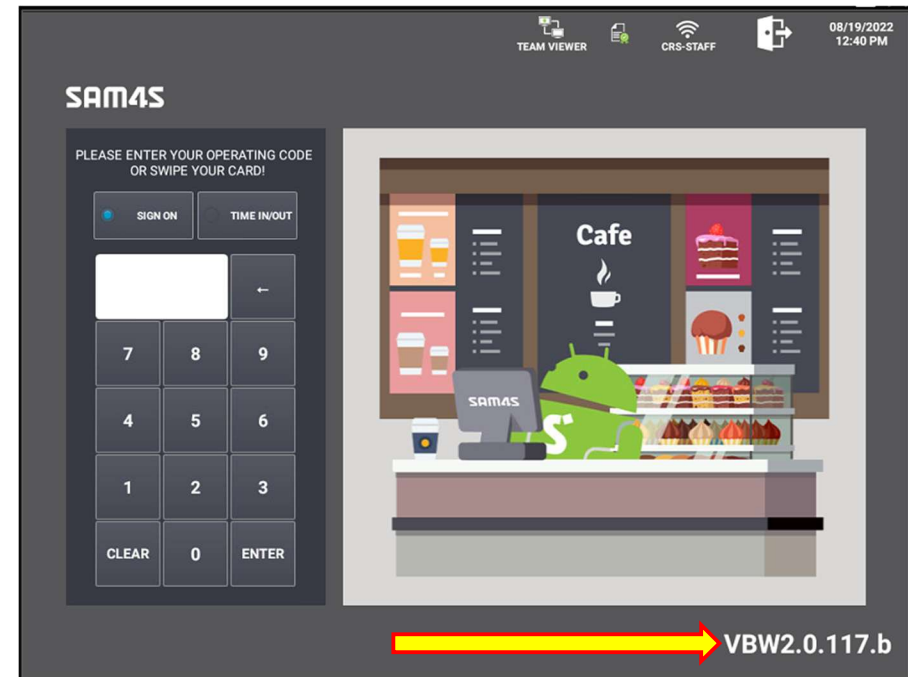 TEAM VIEWER
CRS-STAFF
08/19/2022
12:40 PM
SAM4S
PLEASE ENTER YOUR OPERATING CODE
OR SWIPE YOUR CARD!
SIGN ON
TIME IN/OUT
←
7 8 9
4 5 6
1 2 3
CLEAR 0 ENTER
Cafe
SAM4S
S
VBW2.0.117.b